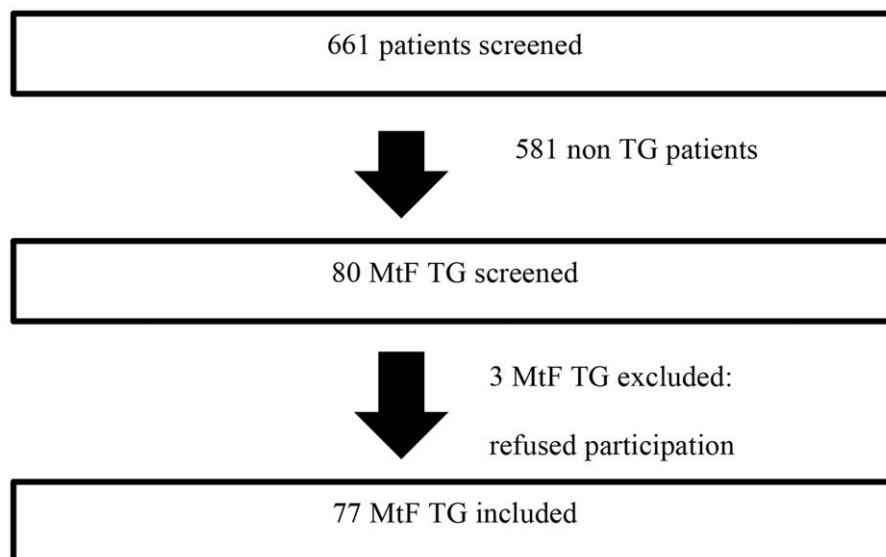 661 patients screened
581 non TG patients
80 MtF TG screened
3 MtF TG excluded:
refused participation
77 MtF TG included